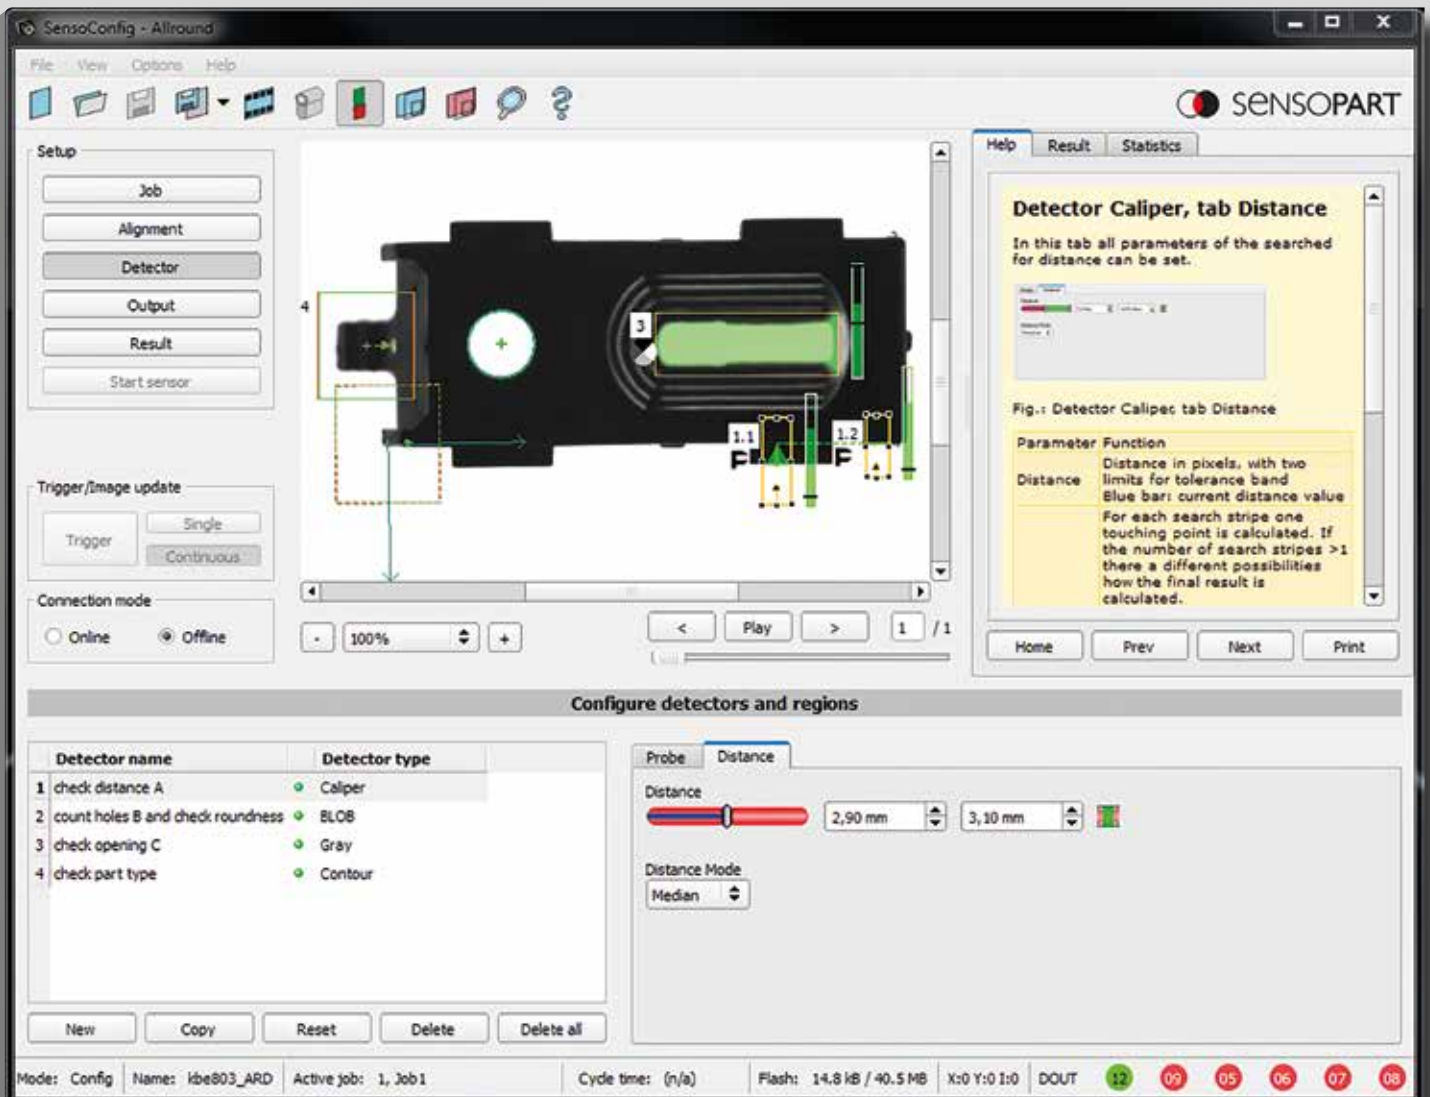 SensoConfig - Allround
File View Options Help
SENSOPART
Setup
Job
Alignment
Detector
Output
Result
Start sensor
Trigger/Image update
Trigger
Single
Continuous
Connection mode
Online Offline
4
3
1.1
1.2
- 100% +
< Play > 1 / 1
Help Result Statistics
Detector Caliper, tab Distance
In this tab all parameters of the searched
for distance can be set.
Fig.: Detector Caliper, tab Distance
Parameter Function
Distance
Distance in pixels, with two
limits for tolerance band
Blue bar: current distance value
For each search stripe one
touching point is calculated. If
the number of search stripes >1
there a different possibilities
how the final result is
calculated.
Home Prev Next Print
Configure detectors and regions
Detector name Detector type
1 check distance A Caliper
2 count holes B and check roundness BLOB
3 check opening C Gray
4 check part type Contour
New Copy Reset Delete Delete all
Probe Distance
Distance
2,90 mm 3,10 mm
Distance Mode
Median
Mode: Config Name: kbe803_ARD Active job: 1, Job1 Cycle time: (n/a) Flash: 14.8 kB / 40.5 MB X:0 Y:0 I:0 DOUT 12 09 05 06 07 08